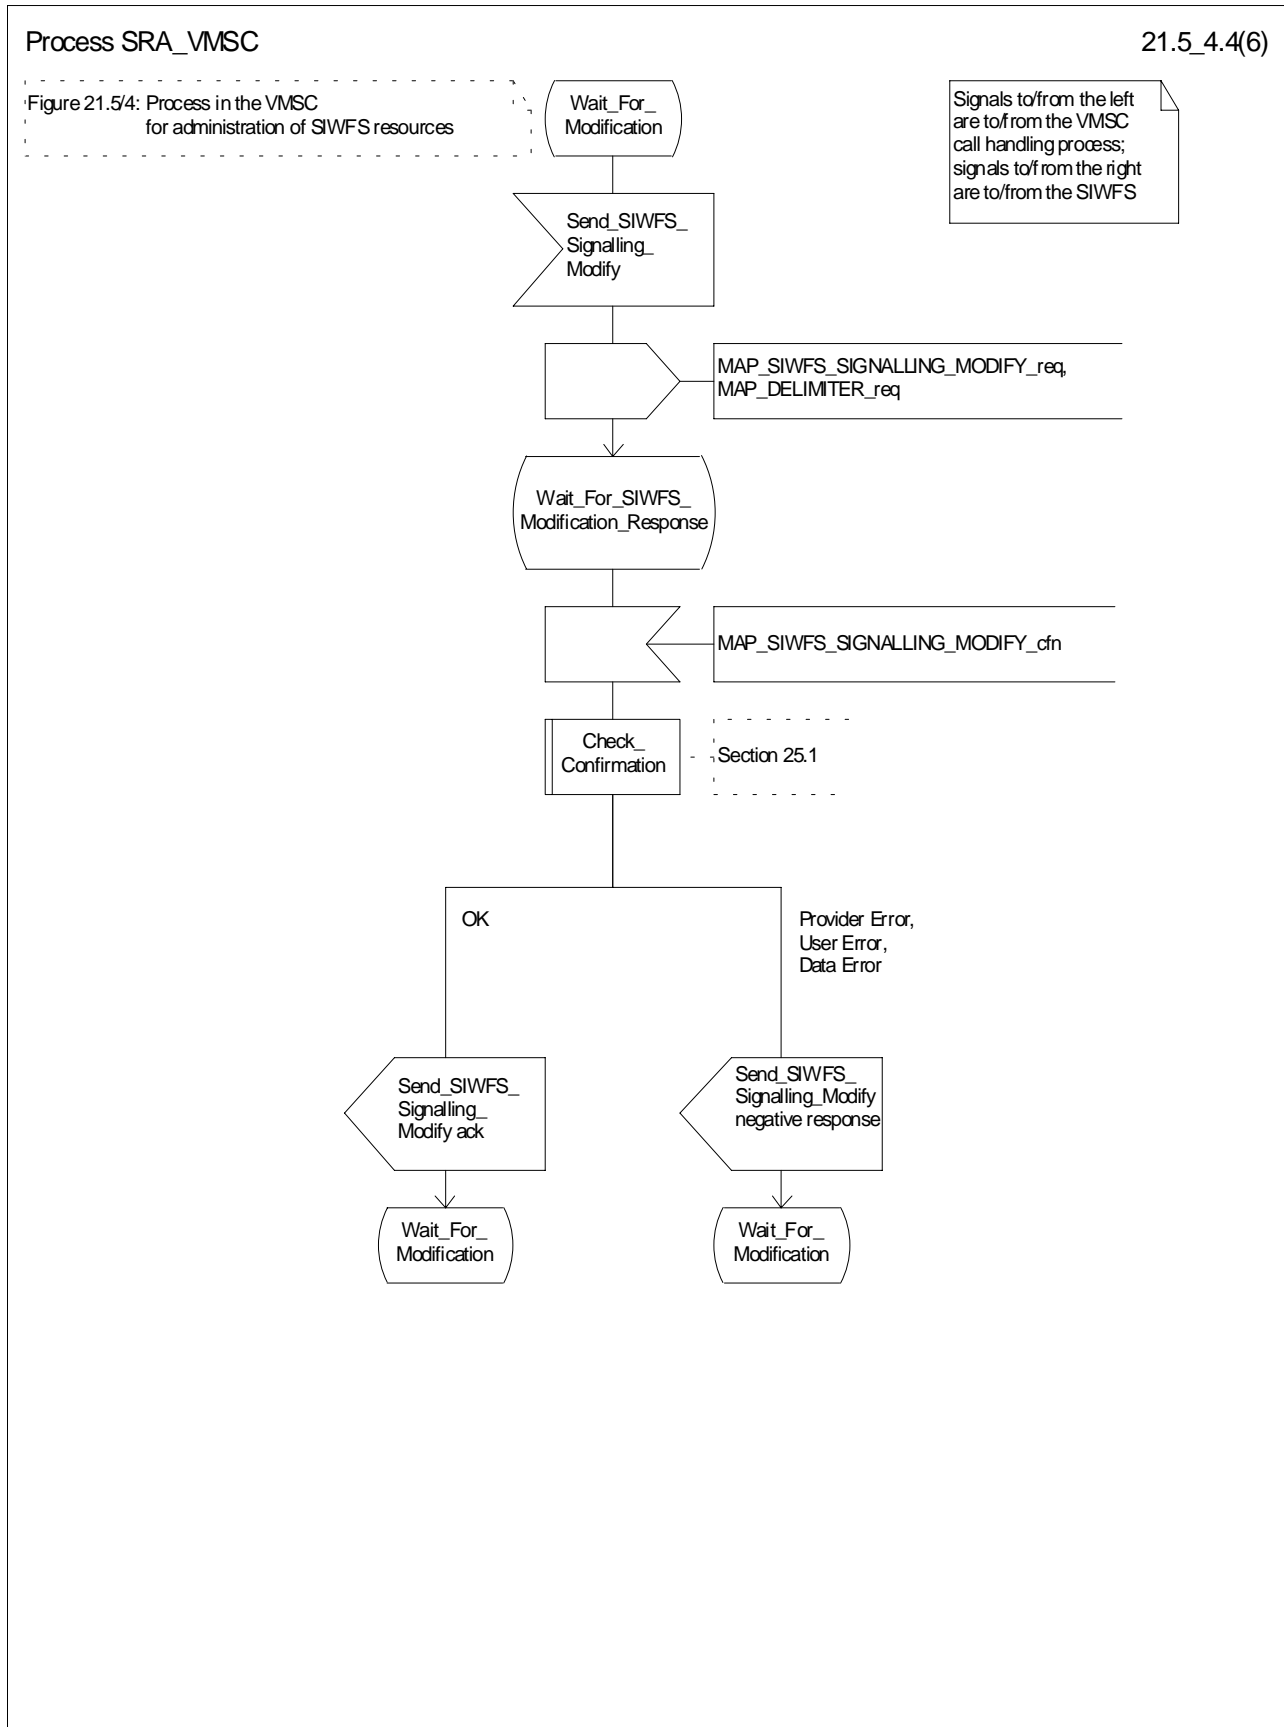 Process SRA_VMSC
21.5_4.4(6)
Figure 21.5/4: Process in the VMSC
for administration of SIWFS resources
Wait_For_
Modification
Signals to/from the left
are to/from the VMSC
call handling process;
signals to/from the right
are to/from the SIWFS
Send_SIWFS_
Signalling_
Modify
MAP_SIWFS_SIGNALLING_MODIFY_req,
MAP_DELIMITER_req
Wait_For_SIWFS_
Modification_Response
MAP_SIWFS_SIGNALLING_MODIFY_cfn
Check_
Confirmation
Section 25.1
OK
Provider Error,
User Error,
Data Error
Send_SIWFS_
Signalling_
Modify ack
Send_SIWFS_
Signalling_Modify
negative response
Wait_For_
Modification
Wait_For_
Modification